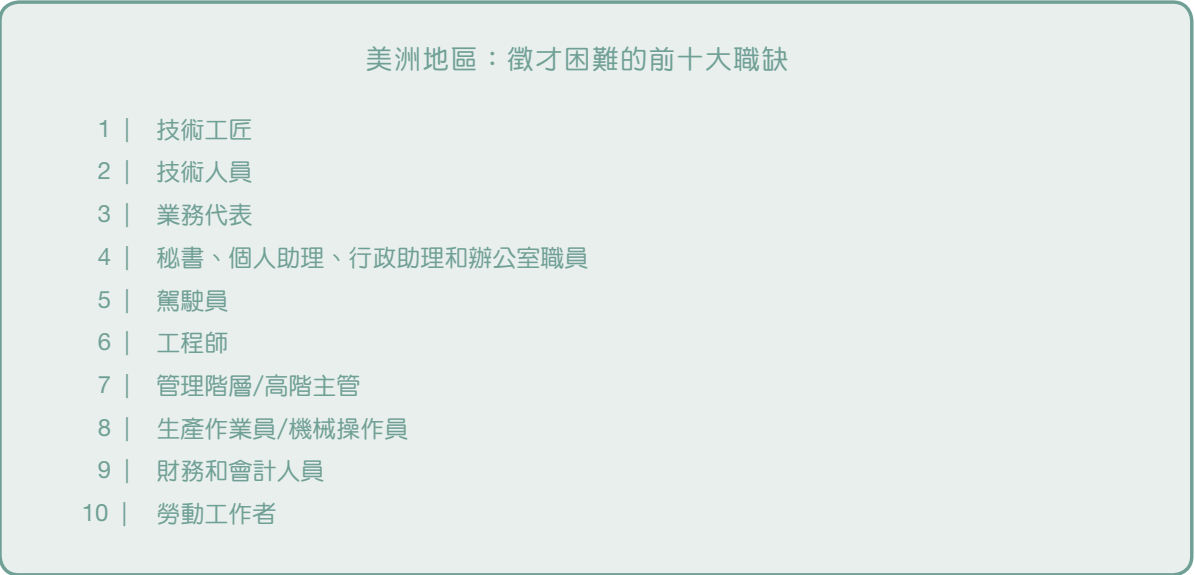 美洲地區：徵才困難的前十大職缺
1 | 技術工匠
2 | 技術人員
3 | 業務代表
4 | 秘書、個人助理、行政助理和辦公室職員
5 | 駕駛員
6 | 工程師
7 | 管理階層/高階主管
8 | 生產作業員/機械操作員
9 | 財務和會計人員
10 | 勞動工作者